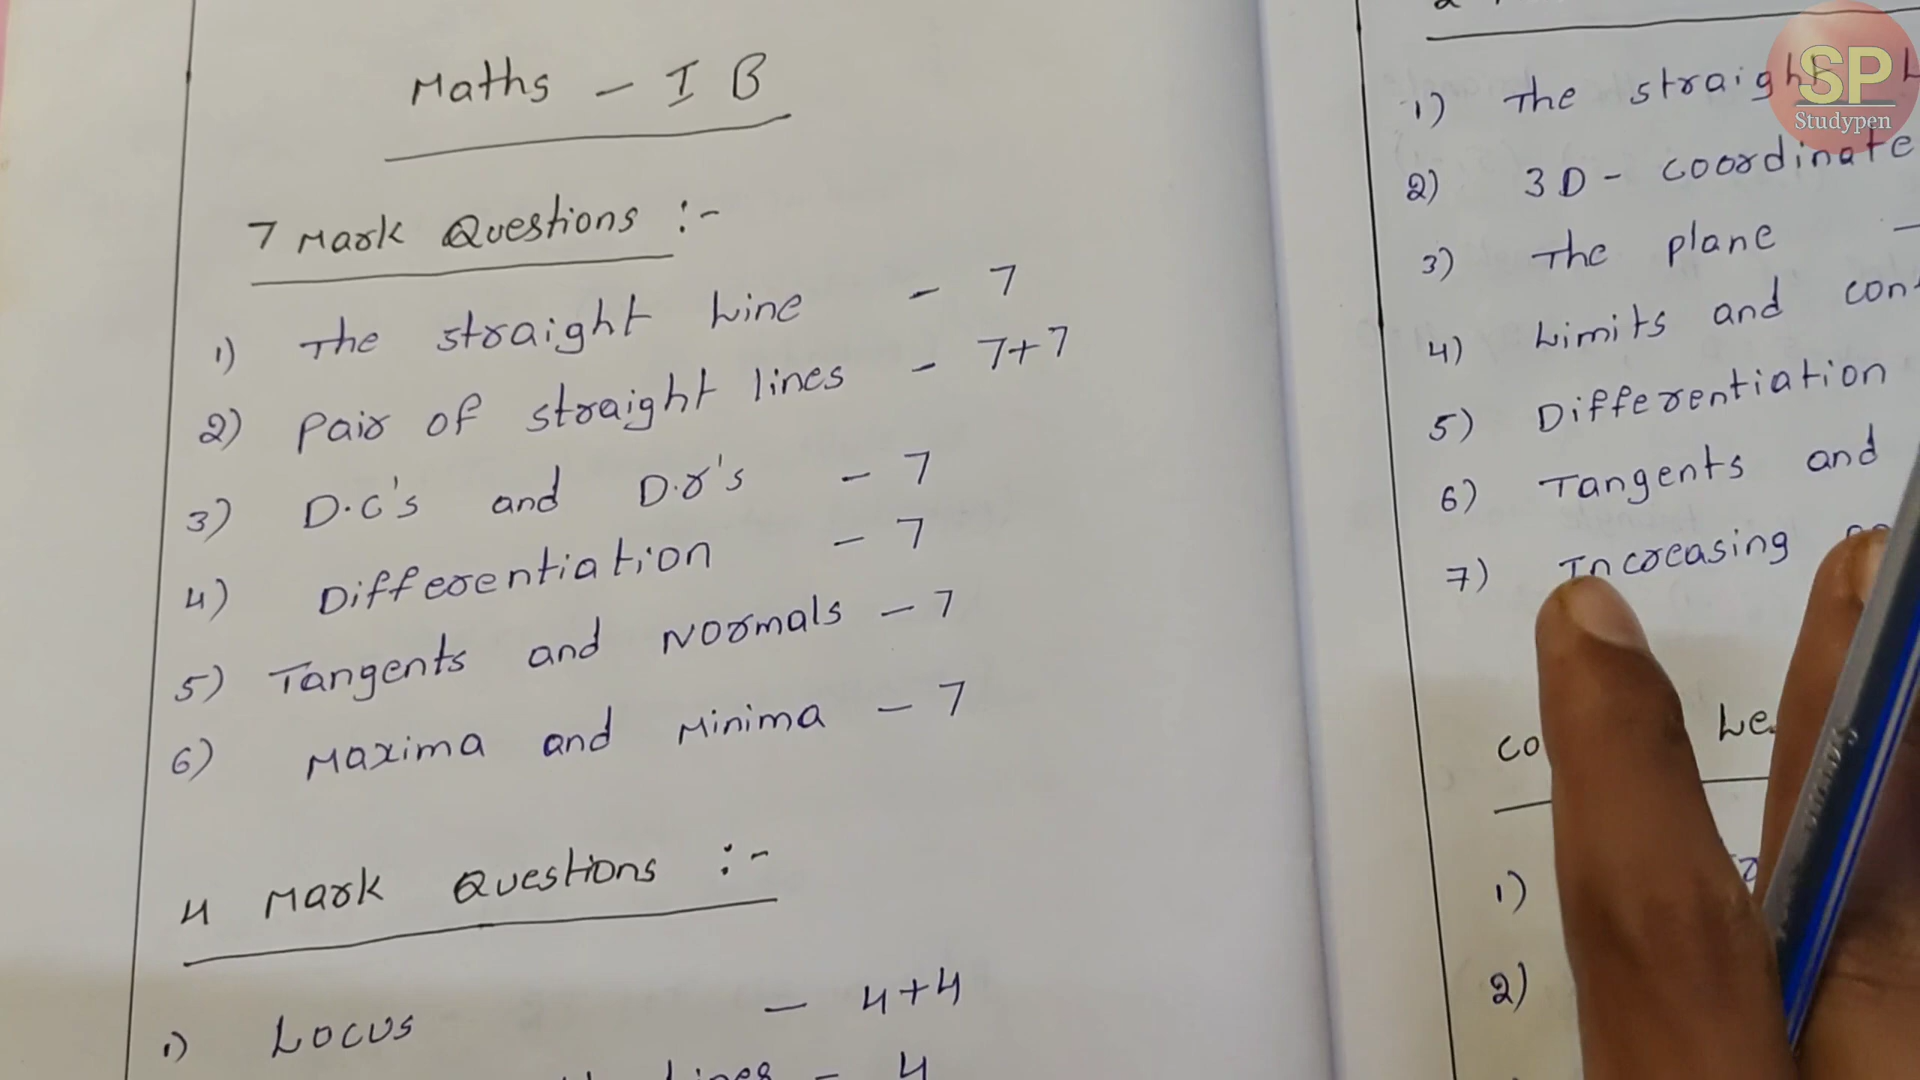 Maths - I B
7 Mark Questions :-
1) The straight Line - 7
2) Pair of straight lines - 7+7
3) D.C's and D.r's - 7
4) Differentiation - 7
5) Tangents and Normals - 7
6) Maxima and Minima - 7
4 Mark Questions :-
1) Locus - 4+4
lines - 4
1) The straight
2) 3D - coordinate
3) The plane -
4) Limits and
5) Differentiation
6) Tangents and
7) Increasing
1)
2)
SP
Studypen